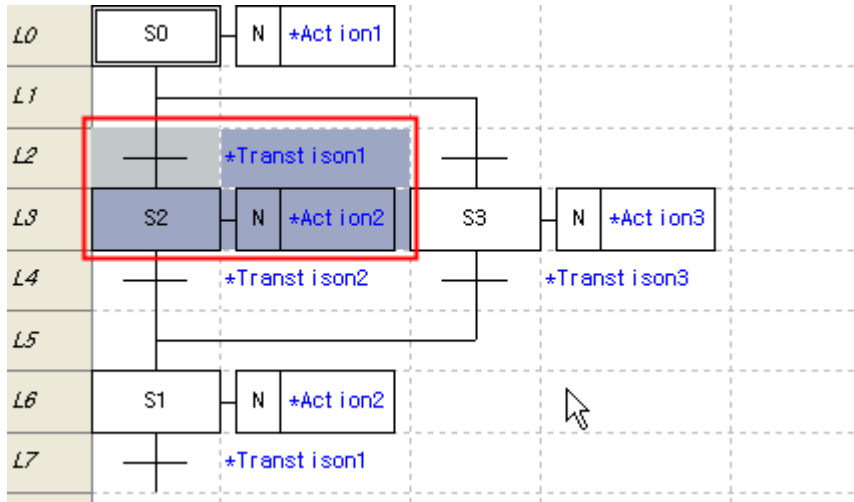 L0 S0 N *Action1
L1
L2 *Transtison1
L3 S2 N *Action2 S3 N *Action3
L4 *Transtison2 *Transtison3
L5
L6 S1 N *Action2
L7 *Transtison1